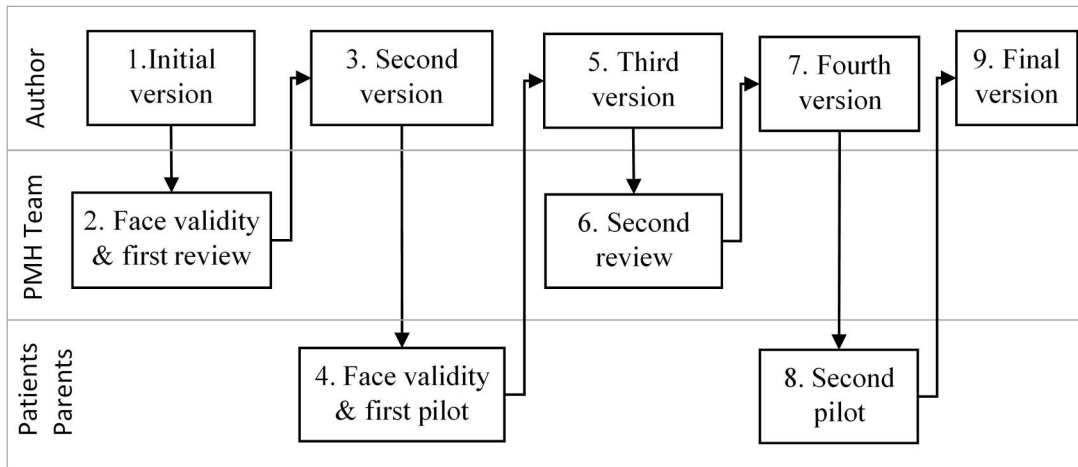 Author
1.Initial
version
3. Second
version
5. Third
version
7. Fourth
version
9. Final
version
PMH Team
2. Face validity
& first review
6. Second
review
Patients
Parents
4. Face validity
& first pilot
8. Second
pilot